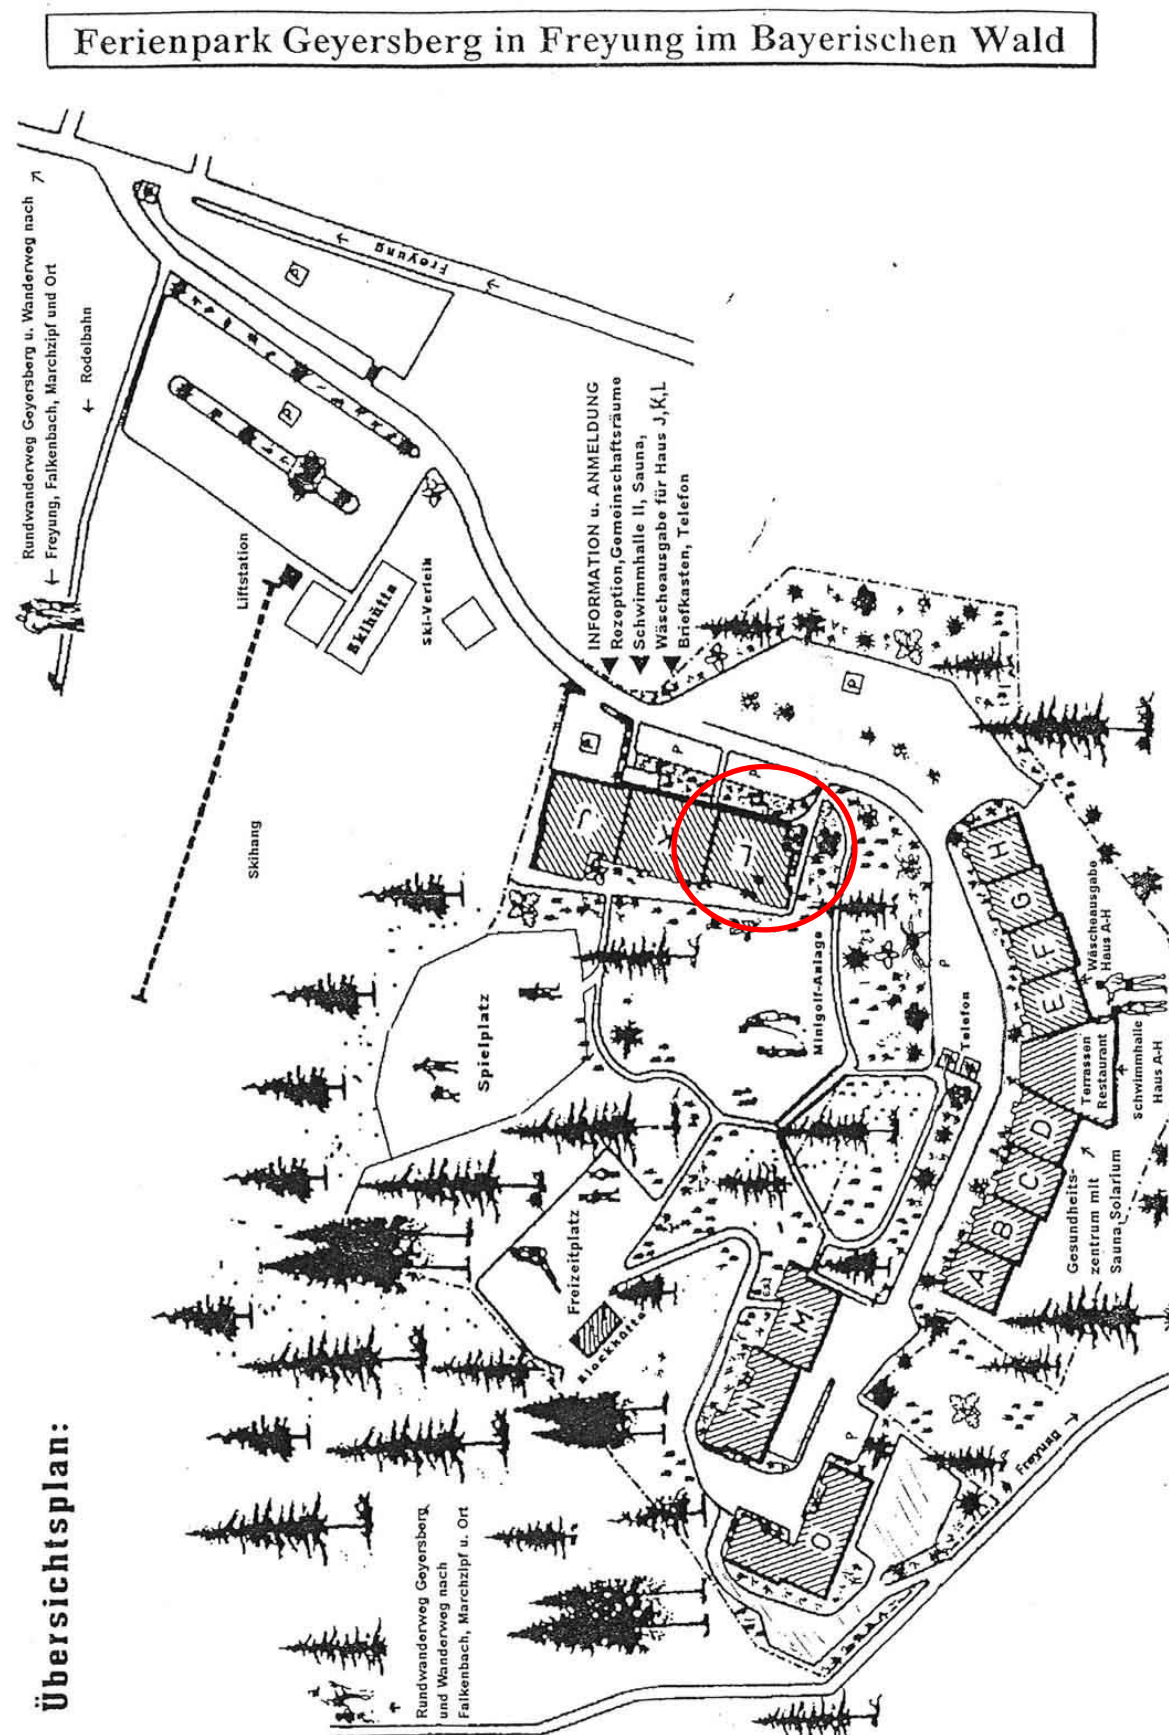 Ferienpark Geyersberg in Freyung im Bayerischen Wald
Übersichtsplan:
Rundwanderweg Geyersberg u. Wanderweg nach
← Freyung, Falkenbach, Marchzipf und Ort
← Rodelbahn
P
← Freyung ←
P
Liftstation
Skihütte
Ski-Verleih
Skihang
INFORMATION u. ANMELDUNG
Rezeption,Gemeinschaftsräume
Schwimmhalle II, Sauna,
Wäscheausgabe für Haus J,K,L
Briefkasten, Telefon
P
P
P
P
J
K
L
Spielplatz
Minigolf-Anlage
P
Telefon
H
G
F
E
Wäscheausgabe
Haus A-H
Terrassen
Restaurant
Schwimmhalle
Haus A-H
D
C
B
A
Gesundheits-
zentrum mit
Sauna,Solarium
Freizeitplatz
Blockhütte
M
N
O
P
Freyung →
Rundwanderweg Geyersberg
und Wanderweg nach
Falkenbach, Marchzipf u. Ort